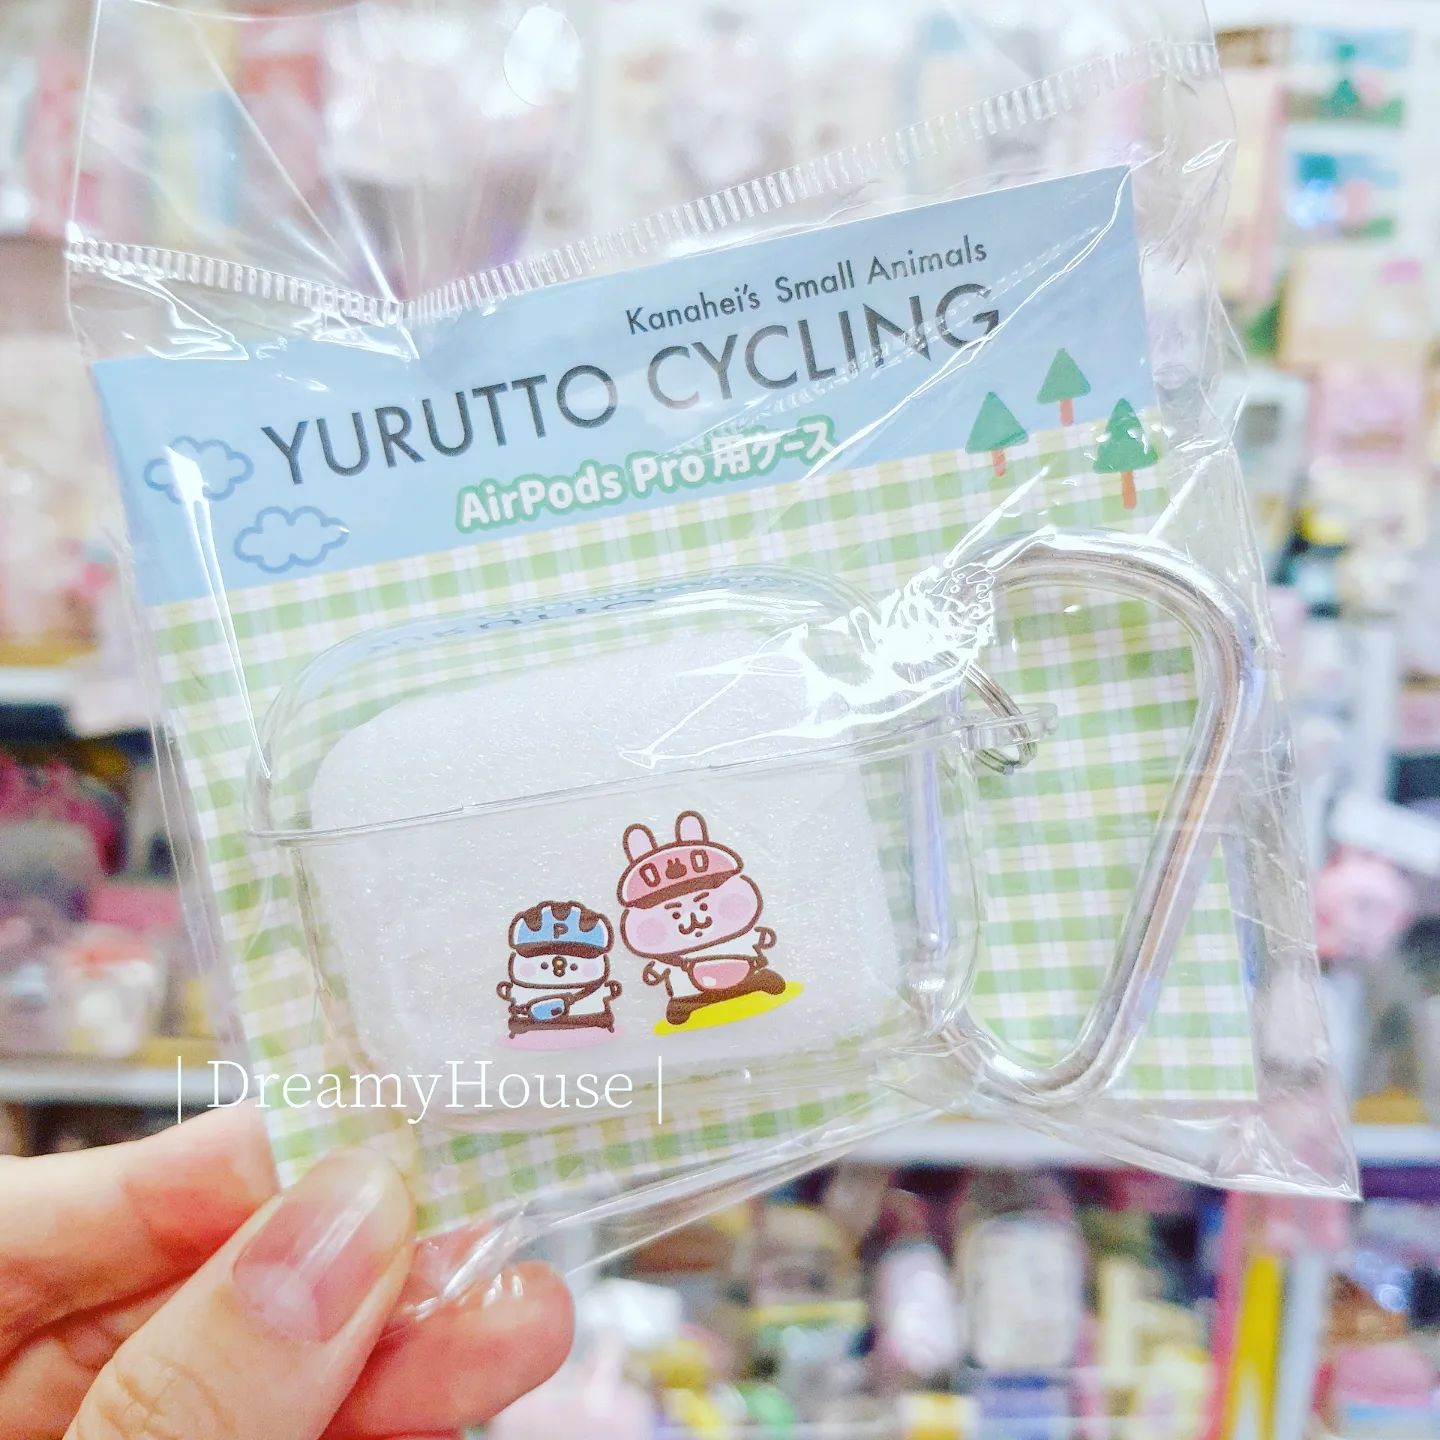 Kanahei's Small Animals
YURUTTO CYCLING
AirPods Pro用ケース
P
| DreamyHouse |